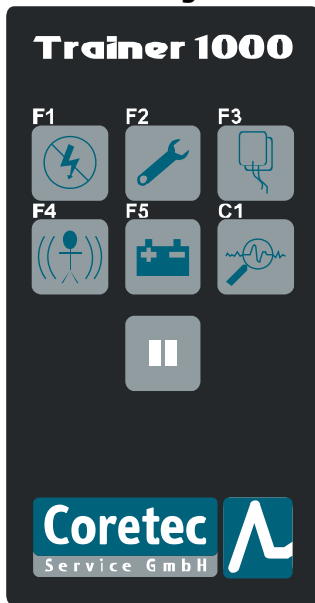 Trainer 1000
F1 F2 F3
F4 F5 C1
Coretec
Service GmbH